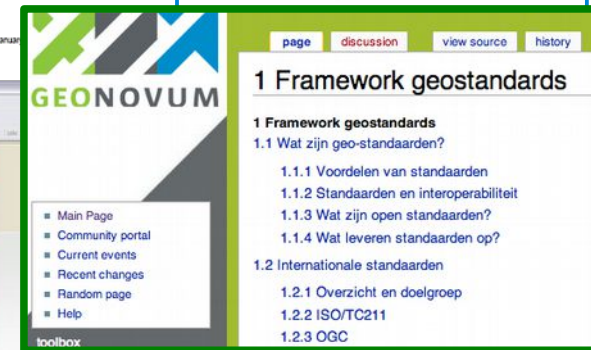 anuary
GEONOVUM
page discussion view source history
1 Framework geostandards
1 Framework geostandards
1.1 Wat zijn geo-standaarden?
1.1.1 Voordelen van standaarden
1.1.2 Standaarden en interoperabiliteit
1.1.3 Wat zijn open standaarden?
1.1.4 Wat leveren standaarden op?
1.2 Internationale standaarden
1.2.1 Overzicht en doelgroep
1.2.2 ISO/TC211
1.2.3 OGC
Main Page
Community portal
Current events
Recent changes
Random page
Help
toolbox